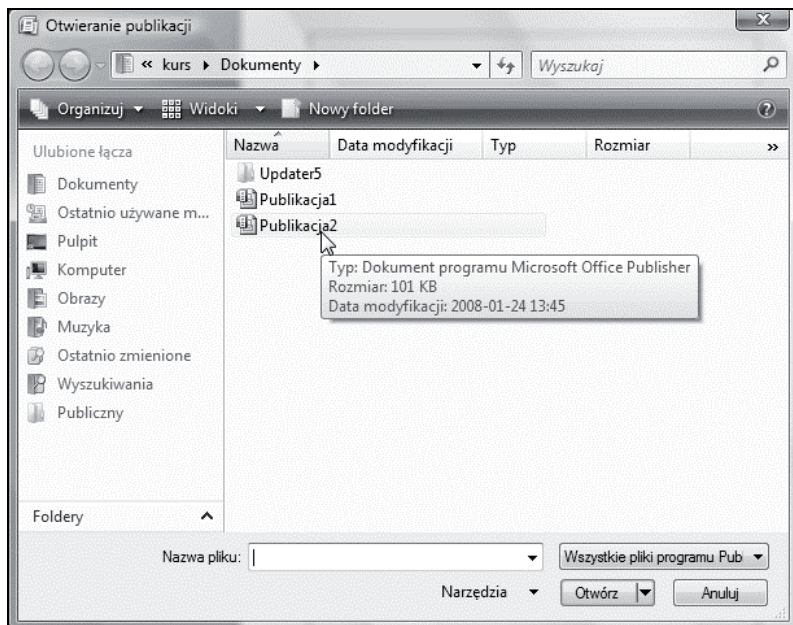 Otwieranie publikacji
« kurs Dokumenty
Wyszukaj
Organizuj Widoki Nowy folder
Ulubione łącza
Dokumenty
Ostatnio używane m...
Pulpit
Komputer
Obrazy
Muzyka
Ostatnio zmienione
Wyszukiwania
Publiczny
Foldery
Nazwa Data modyfikacji Typ Rozmiar »
Updater5
Publikacja1
Publikacja2
Typ: Dokument programu Microsoft Office Publisher
Rozmiar: 101 KB
Data modyfikacji: 2008-01-24 13:45
Nazwa pliku: Wszystkie pliki programu Pub
Narzędzia Otwórz Anuluj